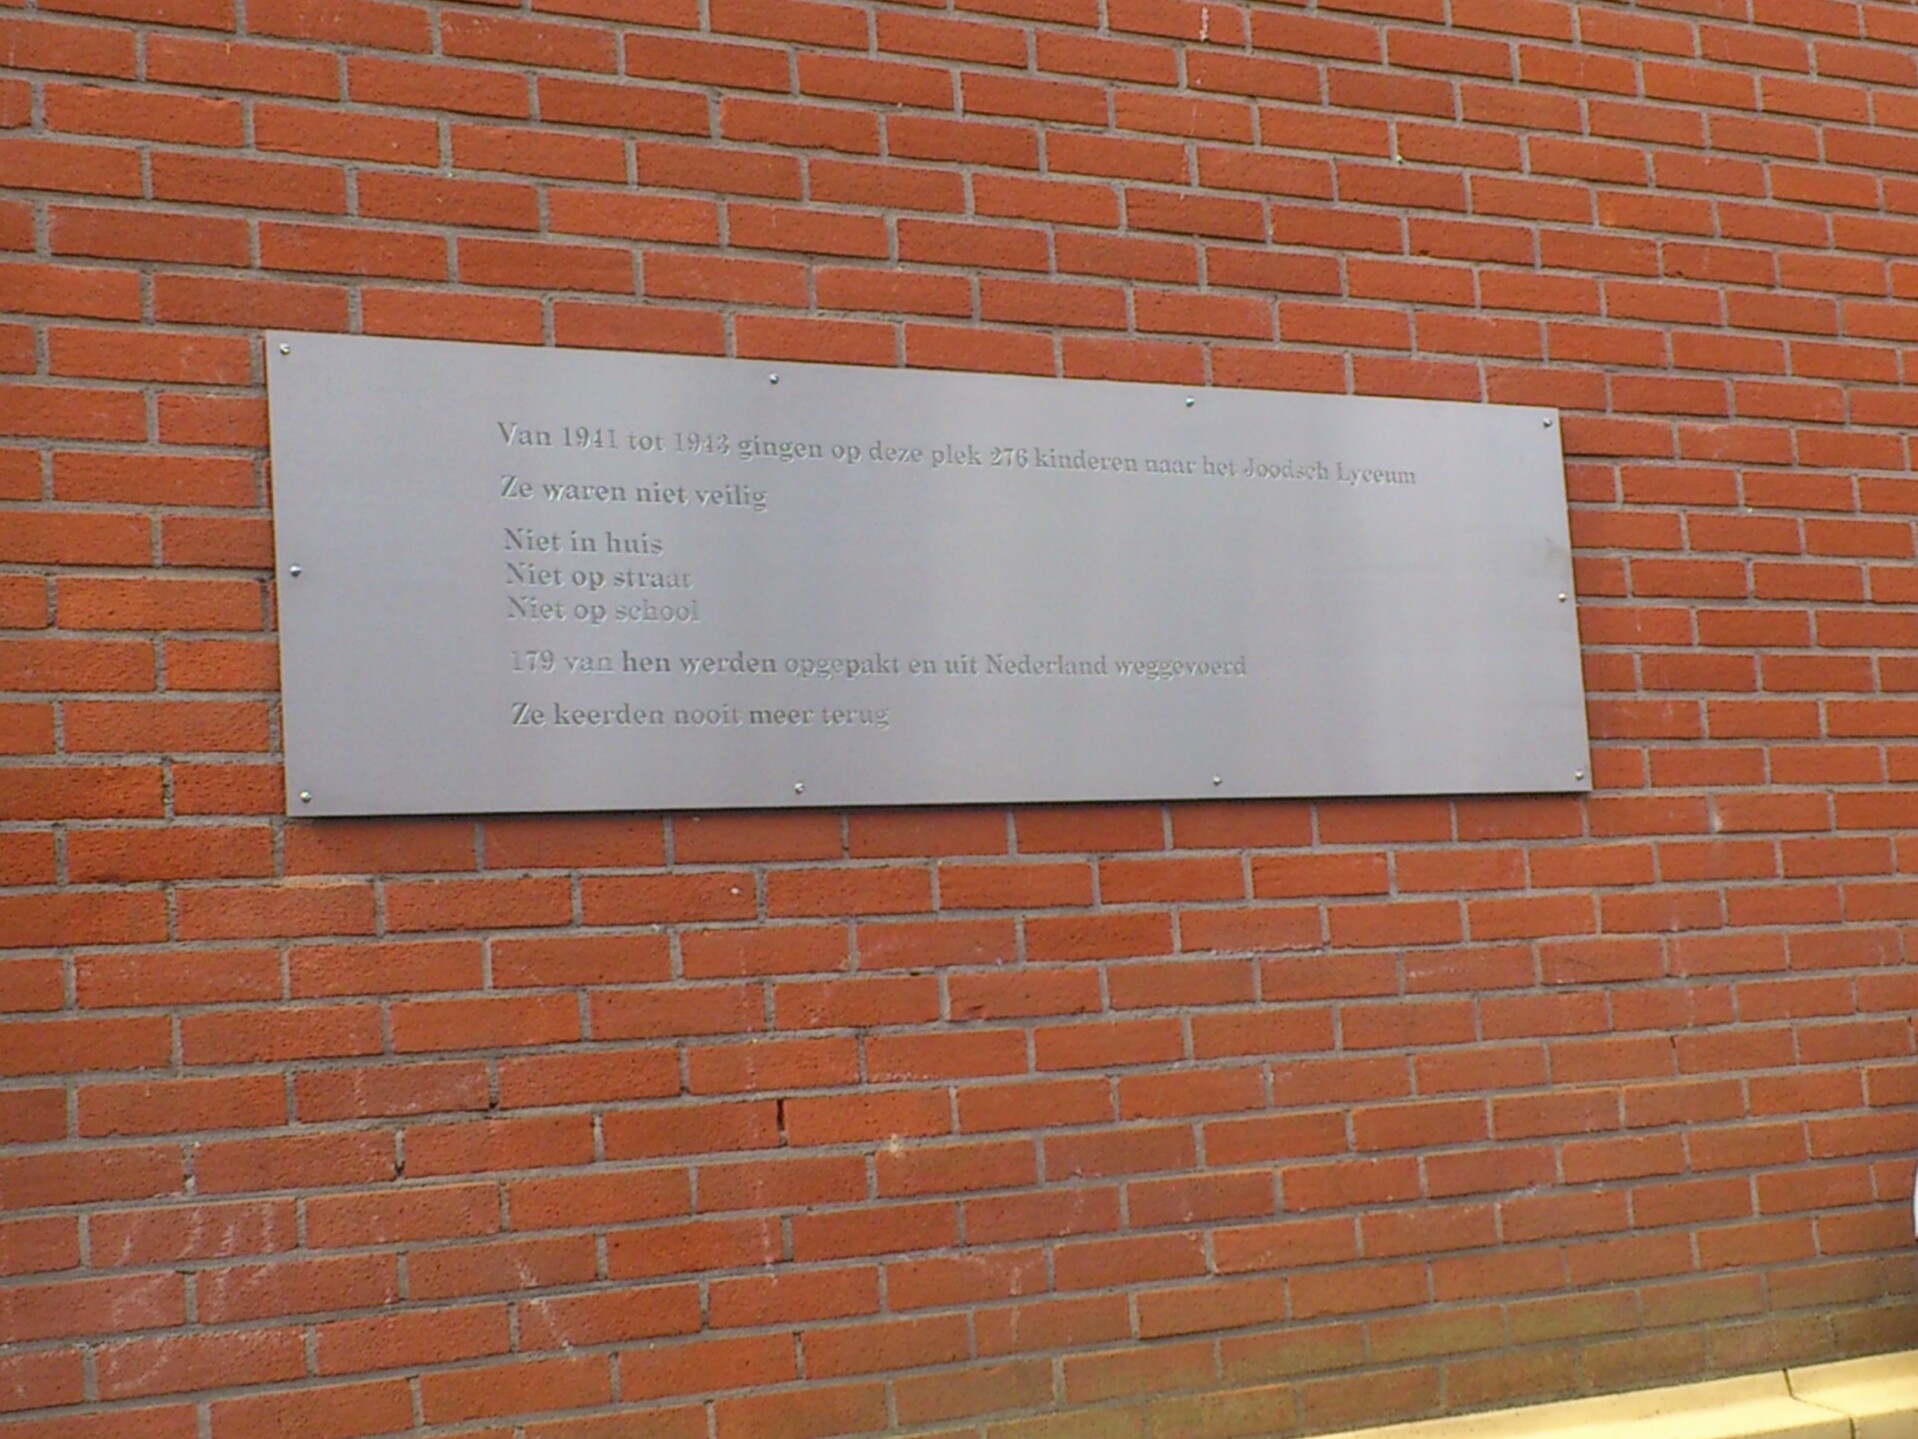 Van 1941 tot 1943 gingen op deze plek 276 kinderen naar het Joodsch Lyceum
Ze waren niet veilig
Niet in huis
Niet op straat
Niet op school
179 van hen werden opgepakt en uit Nederland weggevoerd
Ze keerden nooit meer terug